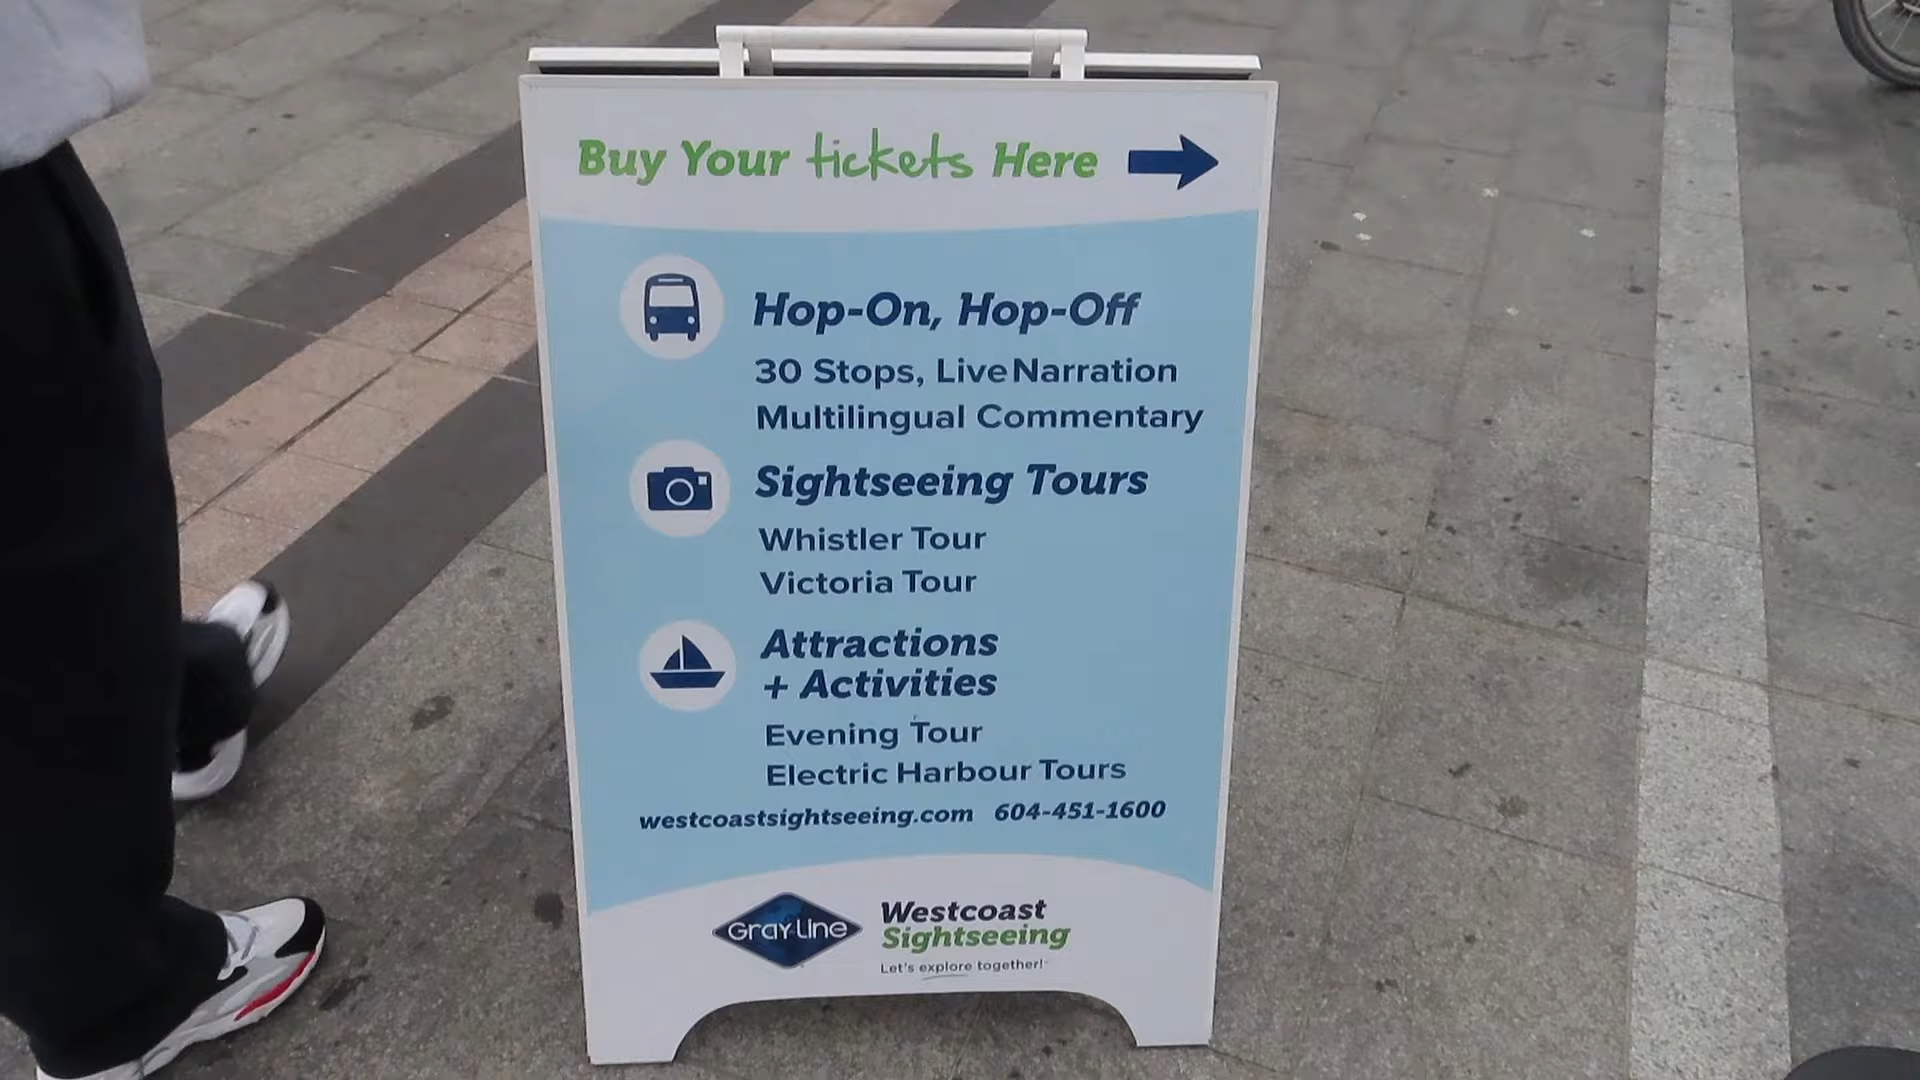 Buy Your tickets Here
Hop-On, Hop-Off
30 Stops, Live Narration
Multilingual Commentary
Sightseeing Tours
Whistler Tour
Victoria Tour
Attractions
+ Activities
Evening Tour
Electric Harbour Tours
westcoastsightseeing.com 604-451-1600
GRAY LINE
Westcoast
Sightseeing
Let's explore together!